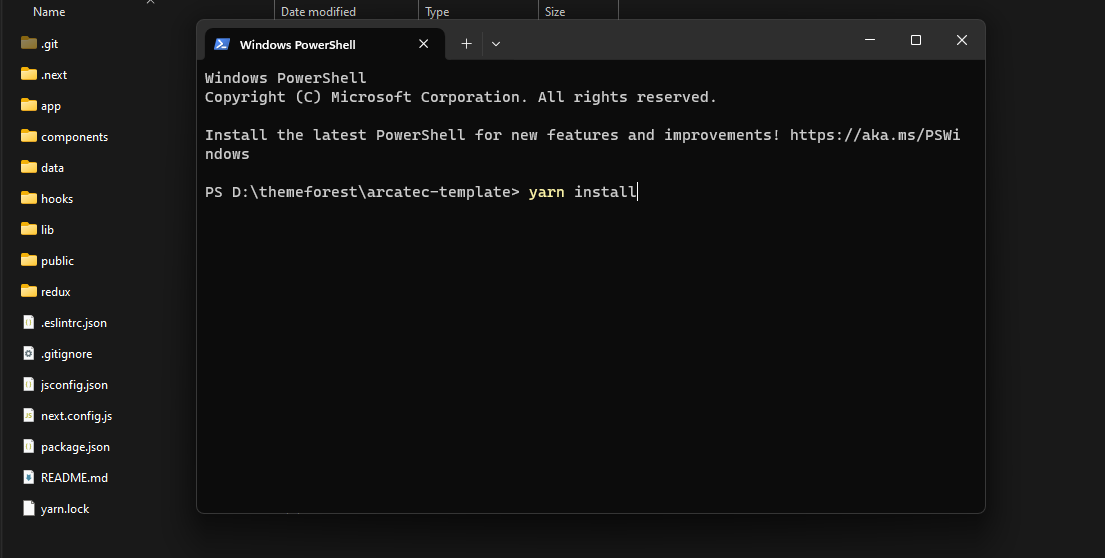 Name
Date modified
Type
Size
.git
.next
app
components
data
hooks
lib
public
redux
.eslintrc.json
.gitignore
jsconfig.json
next.config.js
package.json
README.md
yarn.lock
Windows PowerShell
Windows PowerShell
Copyright (C) Microsoft Corporation. All rights reserved.
Install the latest PowerShell for new features and improvements! https://aka.ms/PSWi
ndows
PS D:\themeforest\arcatec-template> yarn install